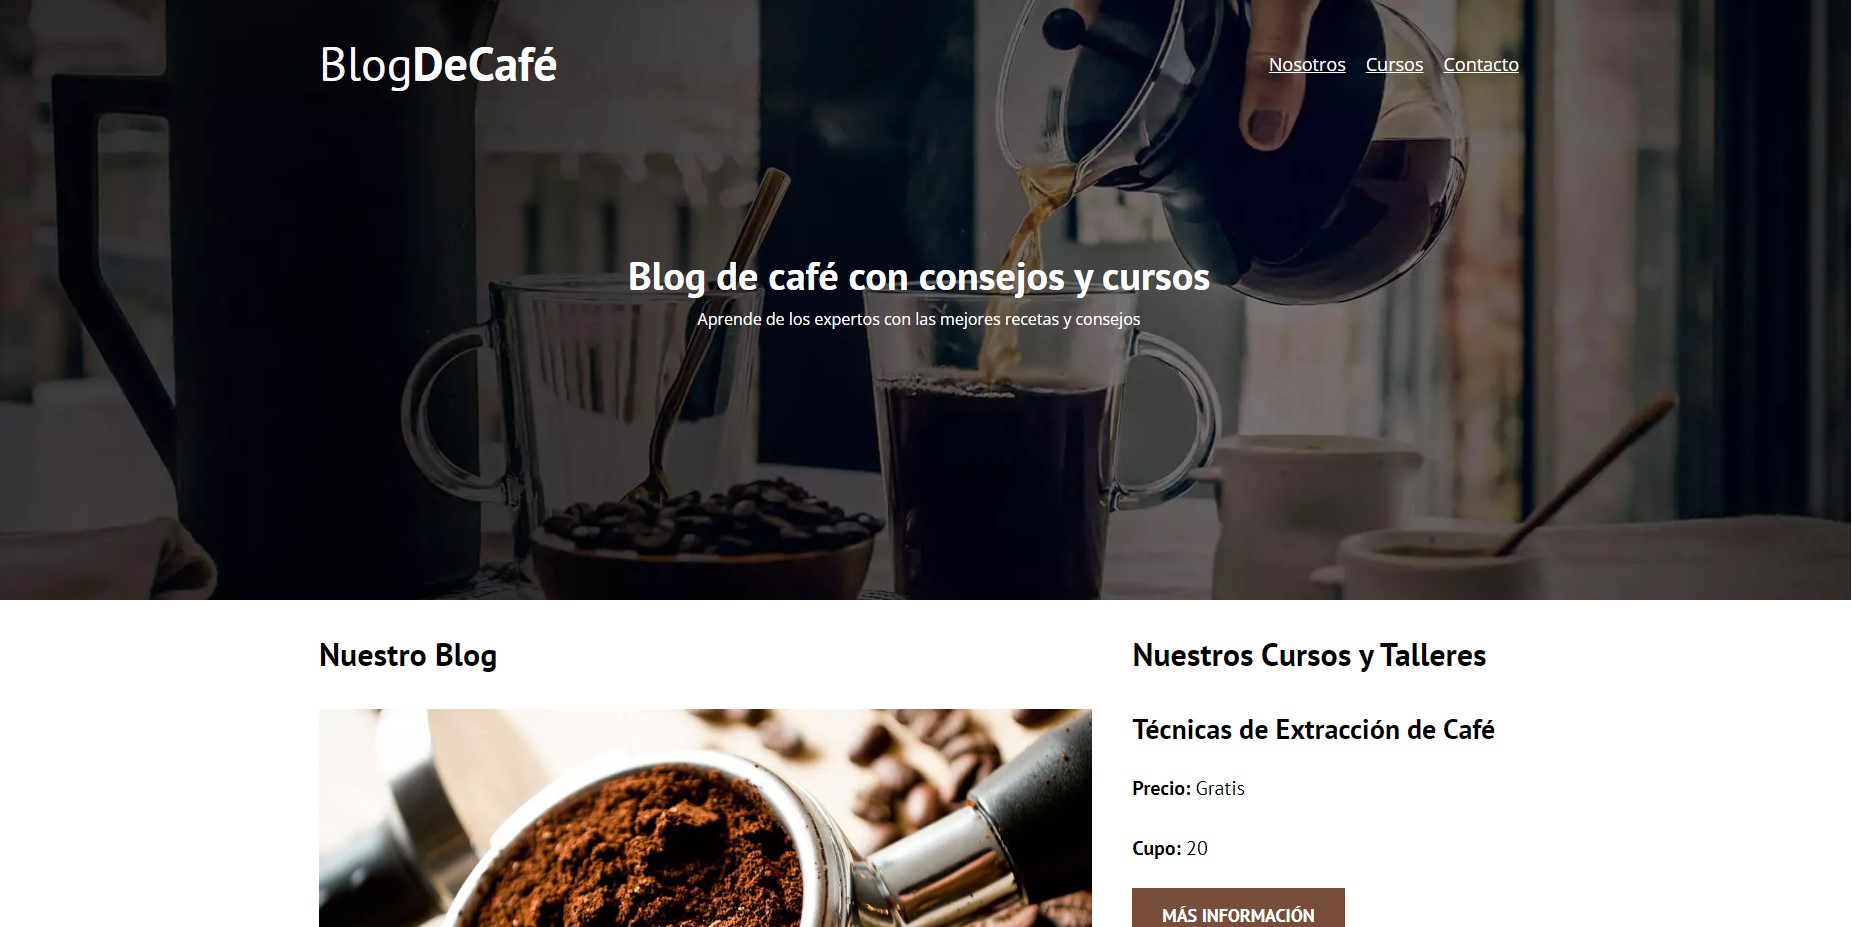 BlogDeCafé
Nosotros Cursos Contacto
Blog de café con consejos y cursos
Aprende de los expertos con las mejores recetas y consejos
Nuestro Blog
Nuestros Cursos y Talleres
Técnicas de Extracción de Café
Precio: Gratis
Cupo: 20
MÁS INFORMACIÓN